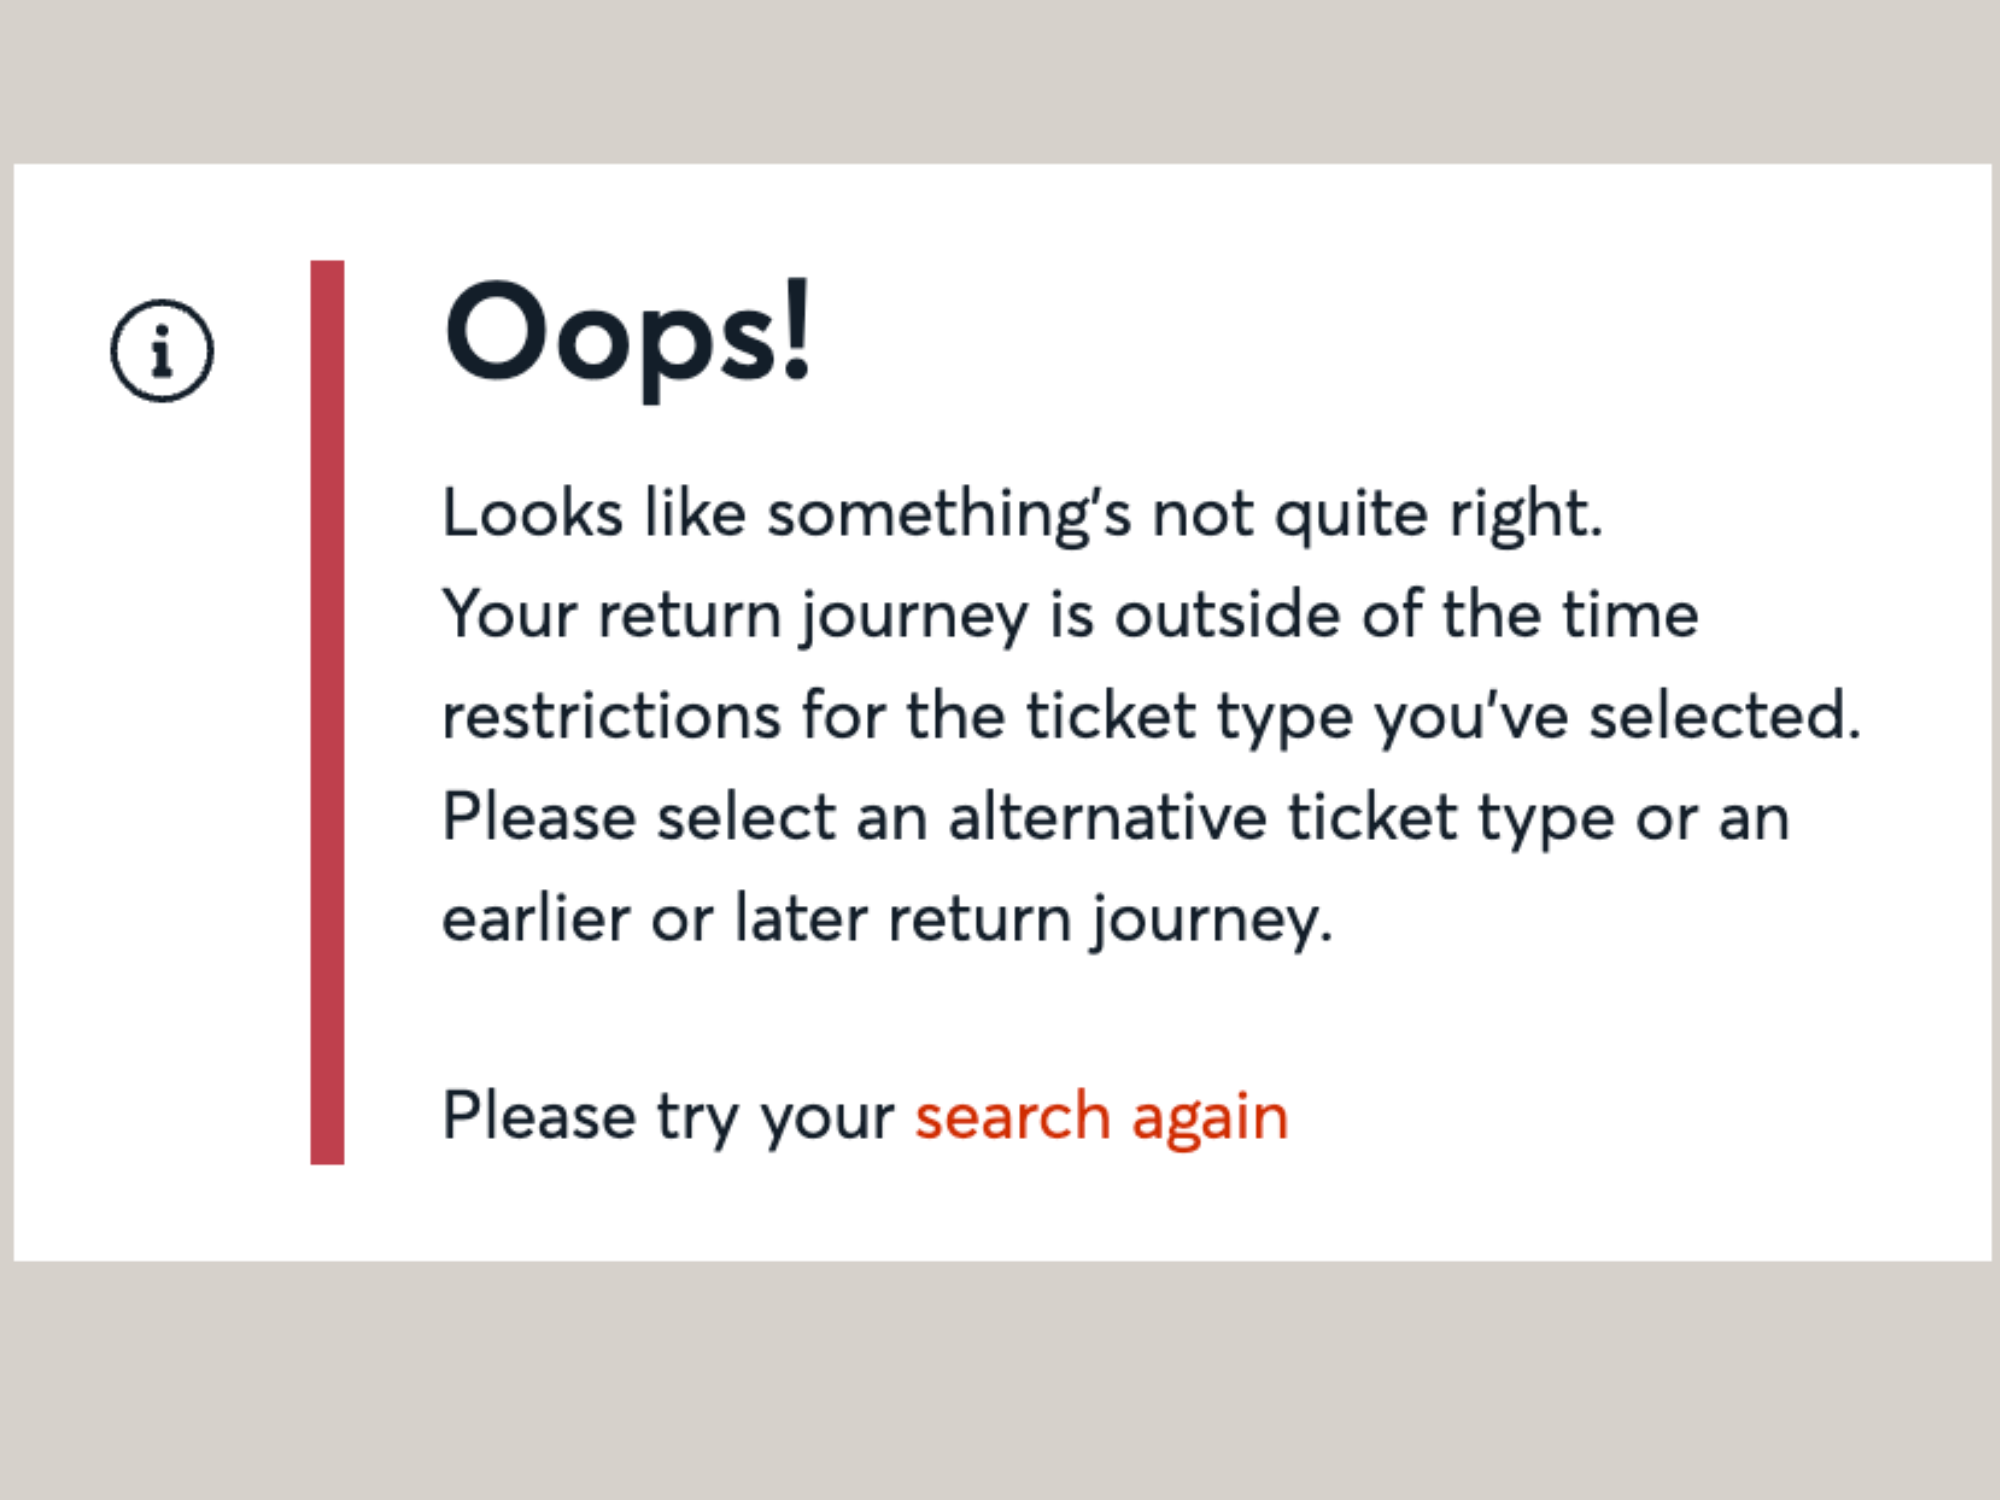 Oops!
Looks like something's not quite right.
Your return journey is outside of the time
restrictions for the ticket type you've selected.
Please select an alternative ticket type or an
earlier or later return journey.
Please try your search again